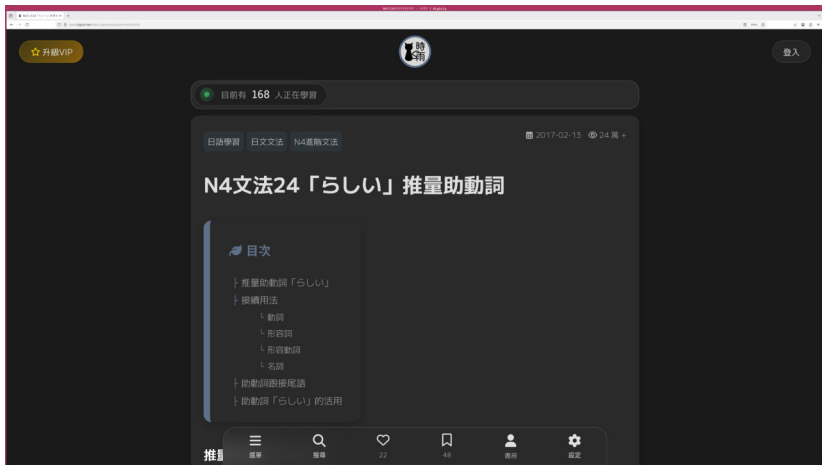 升級VIP
時雨
登入
目前有 168 人正在學習
日語學習 日文文法 N4進階文法
2017-02-13 24 萬 +
N4文法24「らしい」推量助動詞
目次
├ 推量助動詞「らしい」
├ 接續用法
└ 動詞
└ 形容詞
└ 形容動詞
└ 名詞
├ 助動詞跟接尾語
├ 助動詞「らしい」的活用
推量
選單 搜尋 22 48 書房 設定